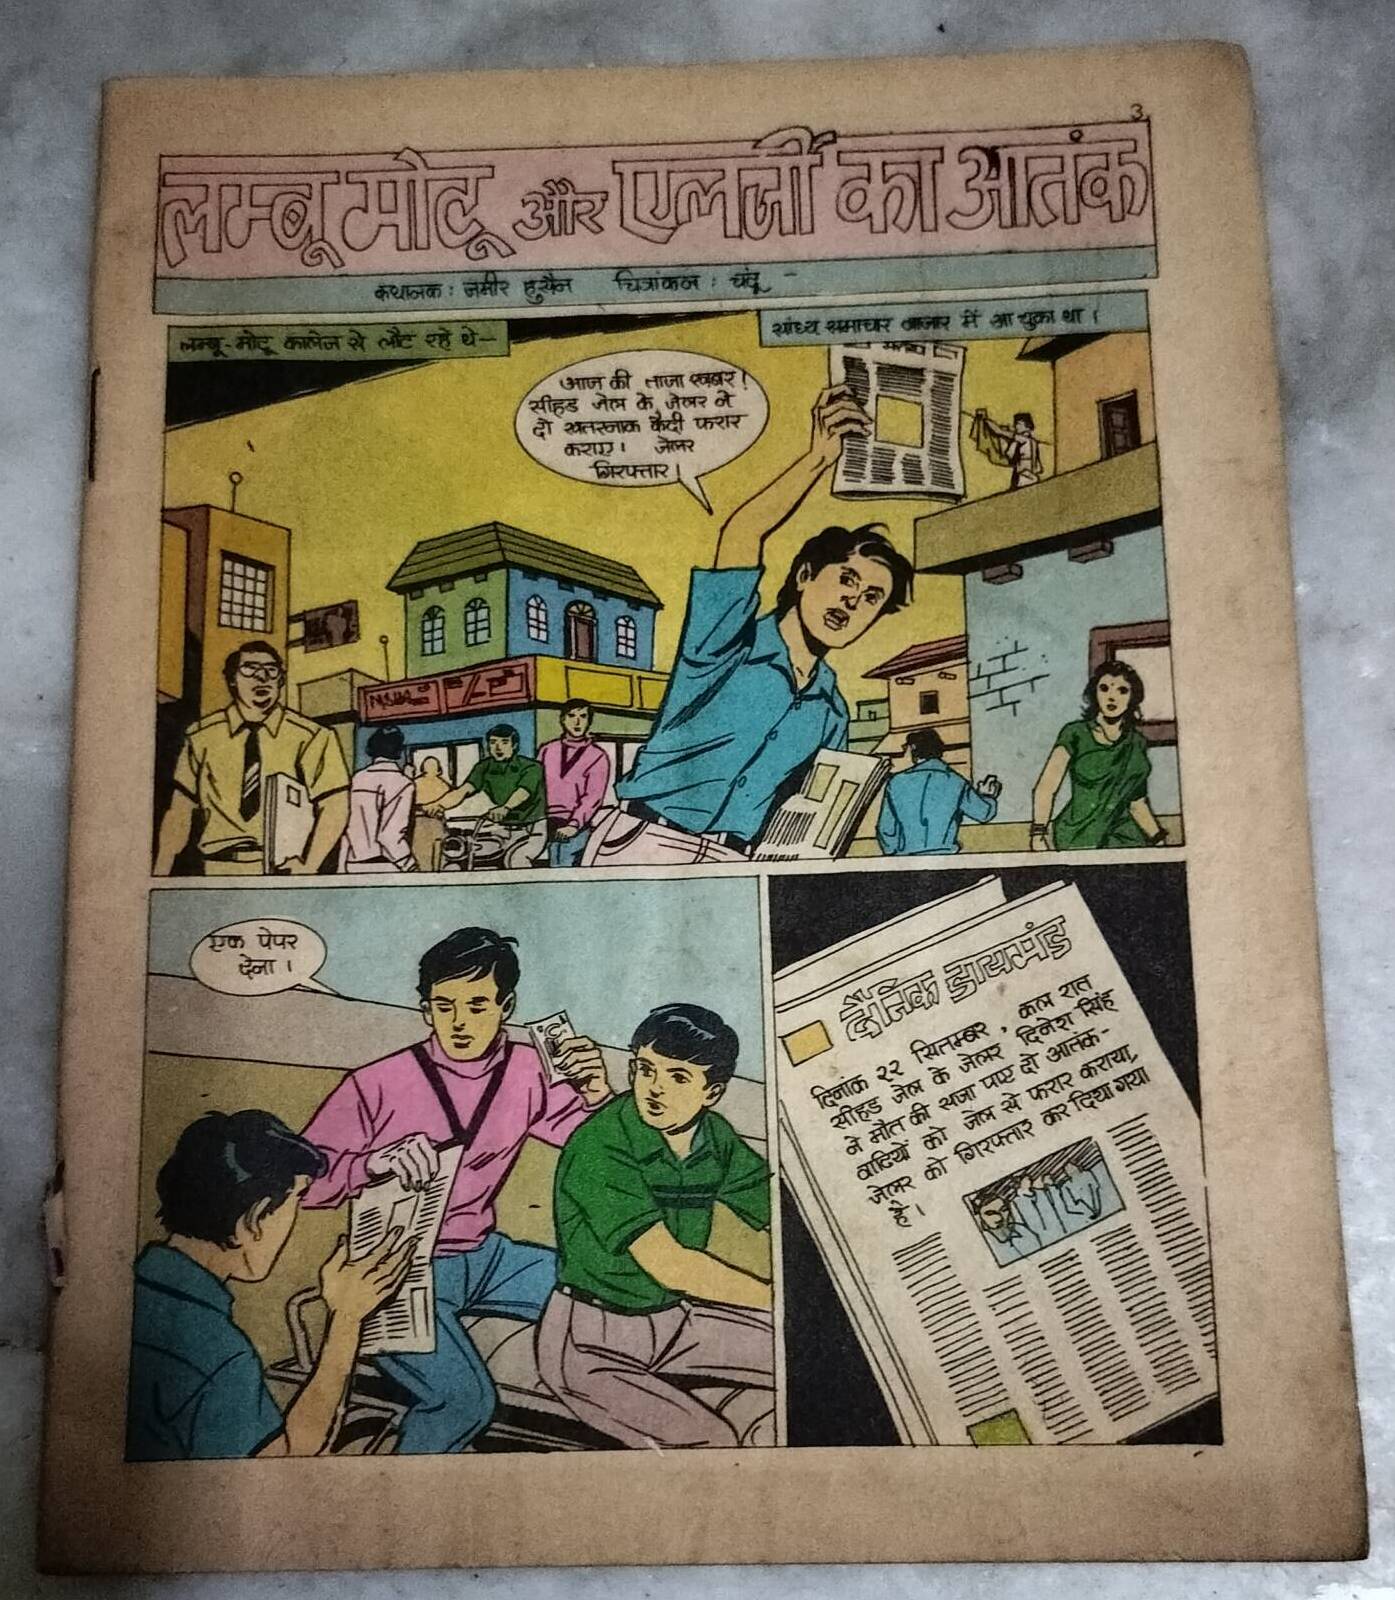 3
लम्बू मोटू और एलर्जी का आतंक
कथानक : जमीर हुसैन चित्रांकन : चंदू
लम्बू-मोटू कालेज से लौट रहे थे—
सांध्य समाचार बाजार में आ चुका था।
आज की ताजा खबर!
सीहड जेल के जेलर ने
दो खतरनाक कैदी फरार
कराए। जेलर
गिरफ्तार।
एक पेपर
देना।
दैनिक डायमंड
दिनांक २२ सितम्बर, कल रात
सीहड जेल के जेलर दिनेश सिंह
ने मौत की सजा पाए दो आतंक-
वादियों को जेल से फरार कराया,
जेलर को गिरफ्तार कर दिया गया
है।